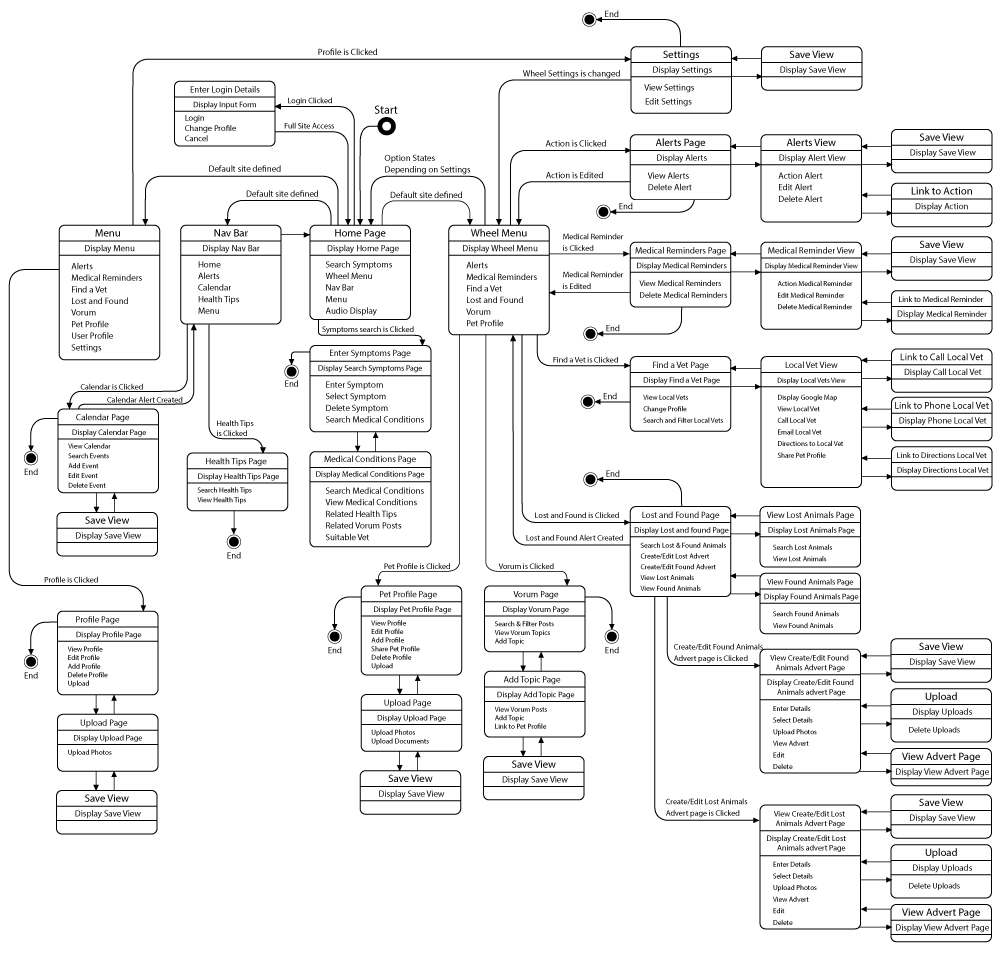 End
Settings
Display Settings
View Settings
Edit Settings
Save View
Display Save View
Profile is Clicked
Wheel Settings is changed
Enter Login Details
Display Input Form
Login
Change Profile
Cancel
Login Clicked
Full Site Access
Start
Default site defined
Default site defined
Option States
Depending on Settings
Default site defined
Action is Clicked
Action is Edited
Alerts Page
Display Alerts
View Alerts
Delete Alert
End
Alerts View
Display Alert View
Action Alert
Edit Alert
Delete Alert
Save View
Display Save View
Link to Action
Display Action
Menu
Display Menu
Alerts
Medical Reminders
Find a Vet
Lost and Found
Vorum
Pet Profile
User Profile
Settings
Nav Bar
Display Nav Bar
Home
Alerts
Calendar
Health Tips
Menu
Home Page
Display Home Page
Search Symptoms
Wheel Menu
Nav Bar
Menu
Audio Display
Wheel Menu
Display Wheel Menu
Alerts
Medical Reminders
Find a Vet
Lost and Found
Vorum
Pet Profile
Medical Reminder
is Clicked
Medical Reminder
is Edited
Medical Reminders Page
Display Medical Reminders
View Medical Reminders
Delete Medical Reminders
End
Medical Reminder View
Display Medical Reminder View
Action Medical Reminder
Edit Medical Reminder
Delete Medical Reminder
Save View
Display Save View
Link to Medical Reminder
Display Medical Reminder
Symptoms search is Clicked
Enter Symptoms Page
Display Search Symptoms Page
Enter Symptom
Select Symptom
Delete Symptom
Search Medical Conditions
End
Medical Conditions Page
Display Medical Conditions Page
Search Medical Conditions
View Medical Conditions
Related Health Tips
Related Vorum Posts
Suitable Vet
Find a Vet is Clicked
Find a Vet Page
Display Find a Vet Page
View Local Vets
Change Profile
Search and Filter Local Vets
End
Local Vet View
Display Local Vets View
Display Google Map
View Local Vet
Call Local Vet
Email Local Vet
Directions to Local Vet
Share Pet Profile
Link to Call Local Vet
Display Call Local Vet
Link to Phone Local Vet
Display Phone Local Vet
Link to Directions Local Vet
Display Directions Local Vet
Calendar is Clicked
Calendar Alert Created
Calendar Page
Display Calendar Page
View Calendar
Search Events
Add Event
Edit Event
Delete Event
End
Save View
Display Save View
Health Tips
is Clicked
Health Tips Page
Display Health Tips Page
Search Health Tips
View Health Tips
End
End
Lost and Found is Clicked
Lost and Found Alert Created
Lost and Found Page
Display Lost and found Page
Search Lost & Found Animals
Create/Edit Lost Advert
Create/Edit Found Advert
View Lost Animals
View Found Animals
View Lost Animals Page
Display Lost Animals Page
Search Lost Animals
View Lost Animals
View Found Animals Page
Display Found Animals Page
Search Found Animals
View Found Animals
Profile is Clicked
Profile Page
Display Profile Page
View Profile
Edit Profile
Add Profile
Delete Profile
Upload
End
Upload Page
Display Upload Page
Upload Photos
Save View
Display Save View
Pet Profile is Clicked
Pet Profile Page
Display Pet Profile Page
View Profile
Edit Profile
Add Profile
Share Pet Profile
Delete Profile
Upload
End
Upload Page
Display Upload Page
Upload Photos
Upload Documents
Save View
Display Save View
Vorum is Clicked
Vorum Page
Display Vorum Page
Search & Filter Posts
View Vorum Topics
Add Topic
End
Add Topic Page
Display Add Topic Page
View Vorum Posts
Add Topic
Link to Pet Profile
Save View
Display Save View
Create/Edit Found Animals
Advert page is Clicked
View Create/Edit Found
Animals Advert Page
Display Create/Edit Found
Animals advert Page
Enter Details
Select Details
Upload Photos
View Advert
Edit
Delete
Save View
Display Save View
Upload
Display Uploads
Delete Uploads
View Advert Page
Display View Advert Page
Create/Edit Lost Animals
Advert page is Clicked
View Create/Edit Lost
Animals Advert Page
Display Create/Edit Lost
Animals advert Page
Enter Details
Select Details
Upload Photos
View Advert
Edit
Delete
Save View
Display Save View
Upload
Display Uploads
Delete Uploads
View Advert Page
Display View Advert Page